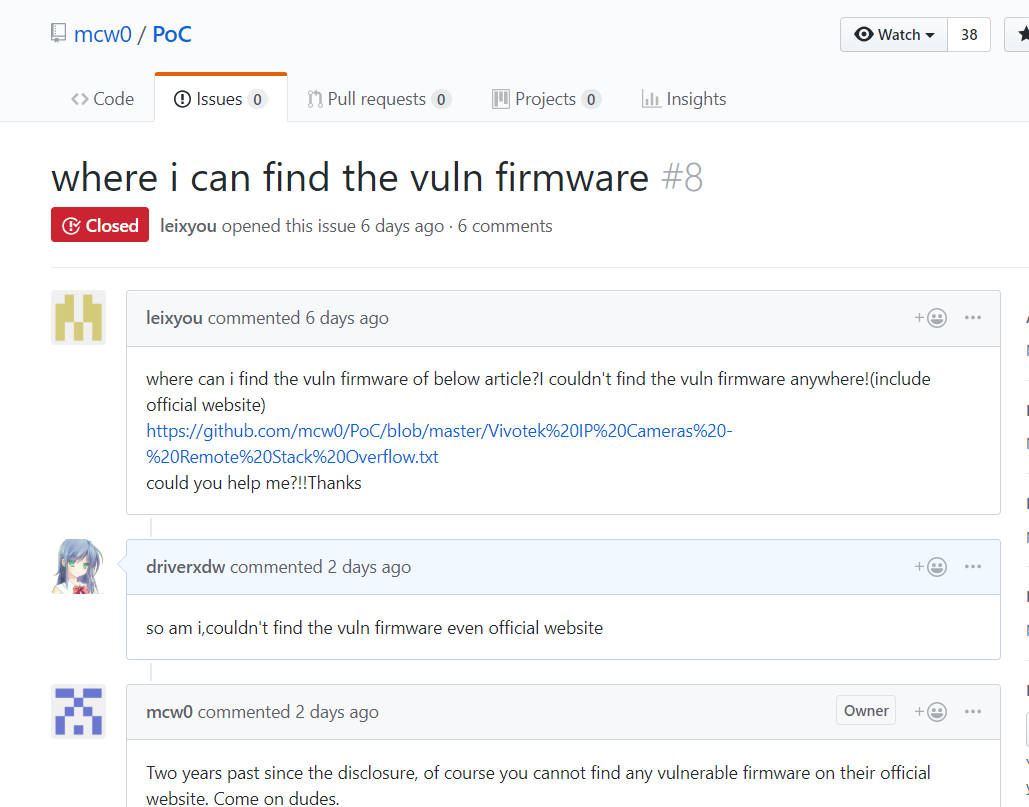 mcw0 / PoC
Watch 38
Code Issues 0 Pull requests 0 Projects 0 Insights
where i can find the vuln firmware #8
Closed leixyou opened this issue 6 days ago · 6 comments
leixyou commented 6 days ago
where can i find the vuln firmware of below article?I couldn't find the vuln firmware anywhere!(include
official website)
https://github.com/mcw0/PoC/blob/master/Vivotek%20IP%20Cameras%20-
%20Remote%20Stack%20Overflow.txt
could you help me?!!Thanks
driverxdw commented 2 days ago
so am i,couldn't find the vuln firmware even official website
mcw0 commented 2 days ago Owner
Two years past since the disclosure, of course you cannot find any vulnerable firmware on their official
website. Come on dudes.